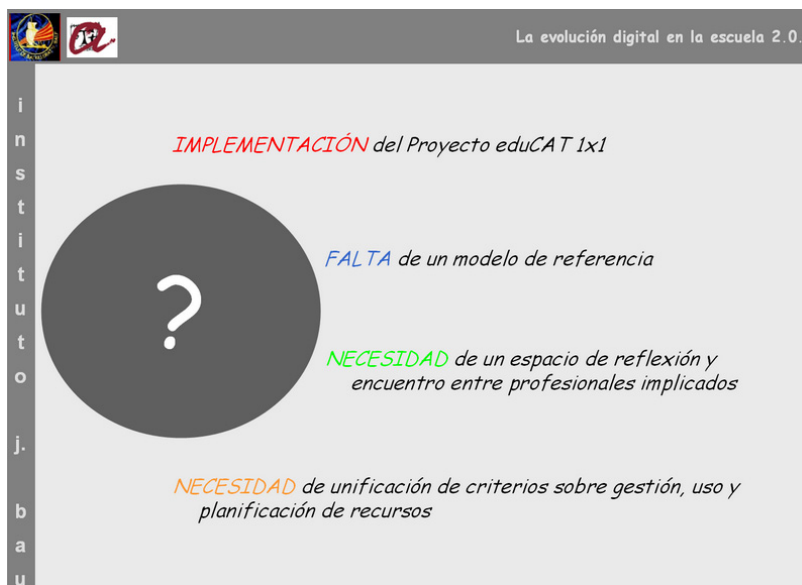 La evolución digital en la escuela 2.0.
instituto j. bau
IMPLEMENTACIÓN del Proyecto eduCAT 1x1
?
FALTA de un modelo de referencia
NECESIDAD de un espacio de reflexión y
encuentro entre profesionales implicados
NECESIDAD de unificación de criterios sobre gestión, uso y
planificación de recursos